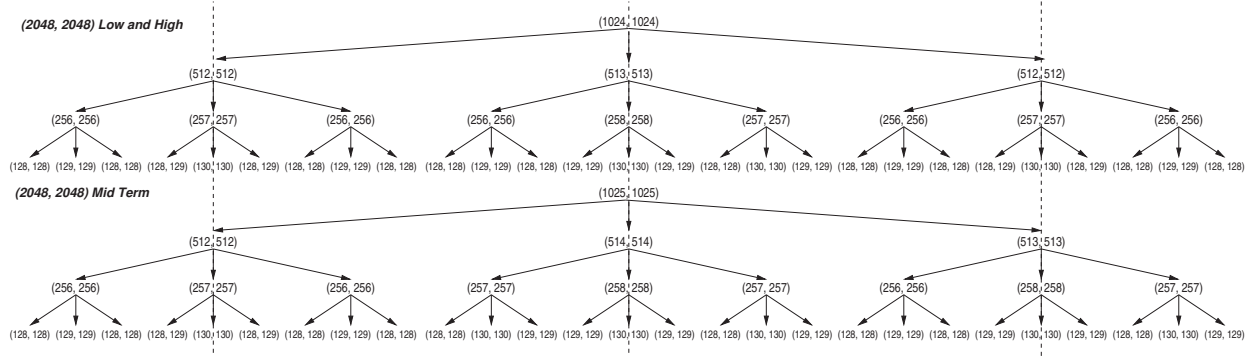 (2048, 2048) Low and High
(1024, 1024)
(512, 512) (513, 513) (512, 512)
(256, 256) (257, 257) (256, 256) (256, 256) (258, 258) (257, 257) (256, 256) (257, 257) (256, 256)
(128, 128) (129, 129) (128, 128) (128, 129) (130, 130) (128, 129) (128, 128) (129, 129) (128, 128) (128, 128) (129, 129) (128, 128) (129, 129) (130, 130) (129, 129) (128, 128) (130, 130) (129, 129) (128, 128) (129, 129) (128, 128) (128, 129) (130, 130) (128, 129) (128, 128) (129, 129) (128, 128)
(2048, 2048) Mid Term
(1025, 1025)
(512, 512) (514, 514) (513, 513)
(256, 256) (257, 257) (256, 256) (257, 257) (258, 258) (257, 257) (256, 256) (258, 258) (257, 257)
(128, 128) (129, 129) (128, 128) (128, 129) (130, 130) (128, 129) (128, 128) (129, 129) (128, 128) (128, 128) (130, 130) (129, 129) (129, 129) (130, 130) (129, 129) (128, 128) (130, 130) (129, 129) (128, 128) (129, 129) (128, 128) (129, 129) (130, 130) (129, 129) (128, 128) (130, 130) (129, 129)